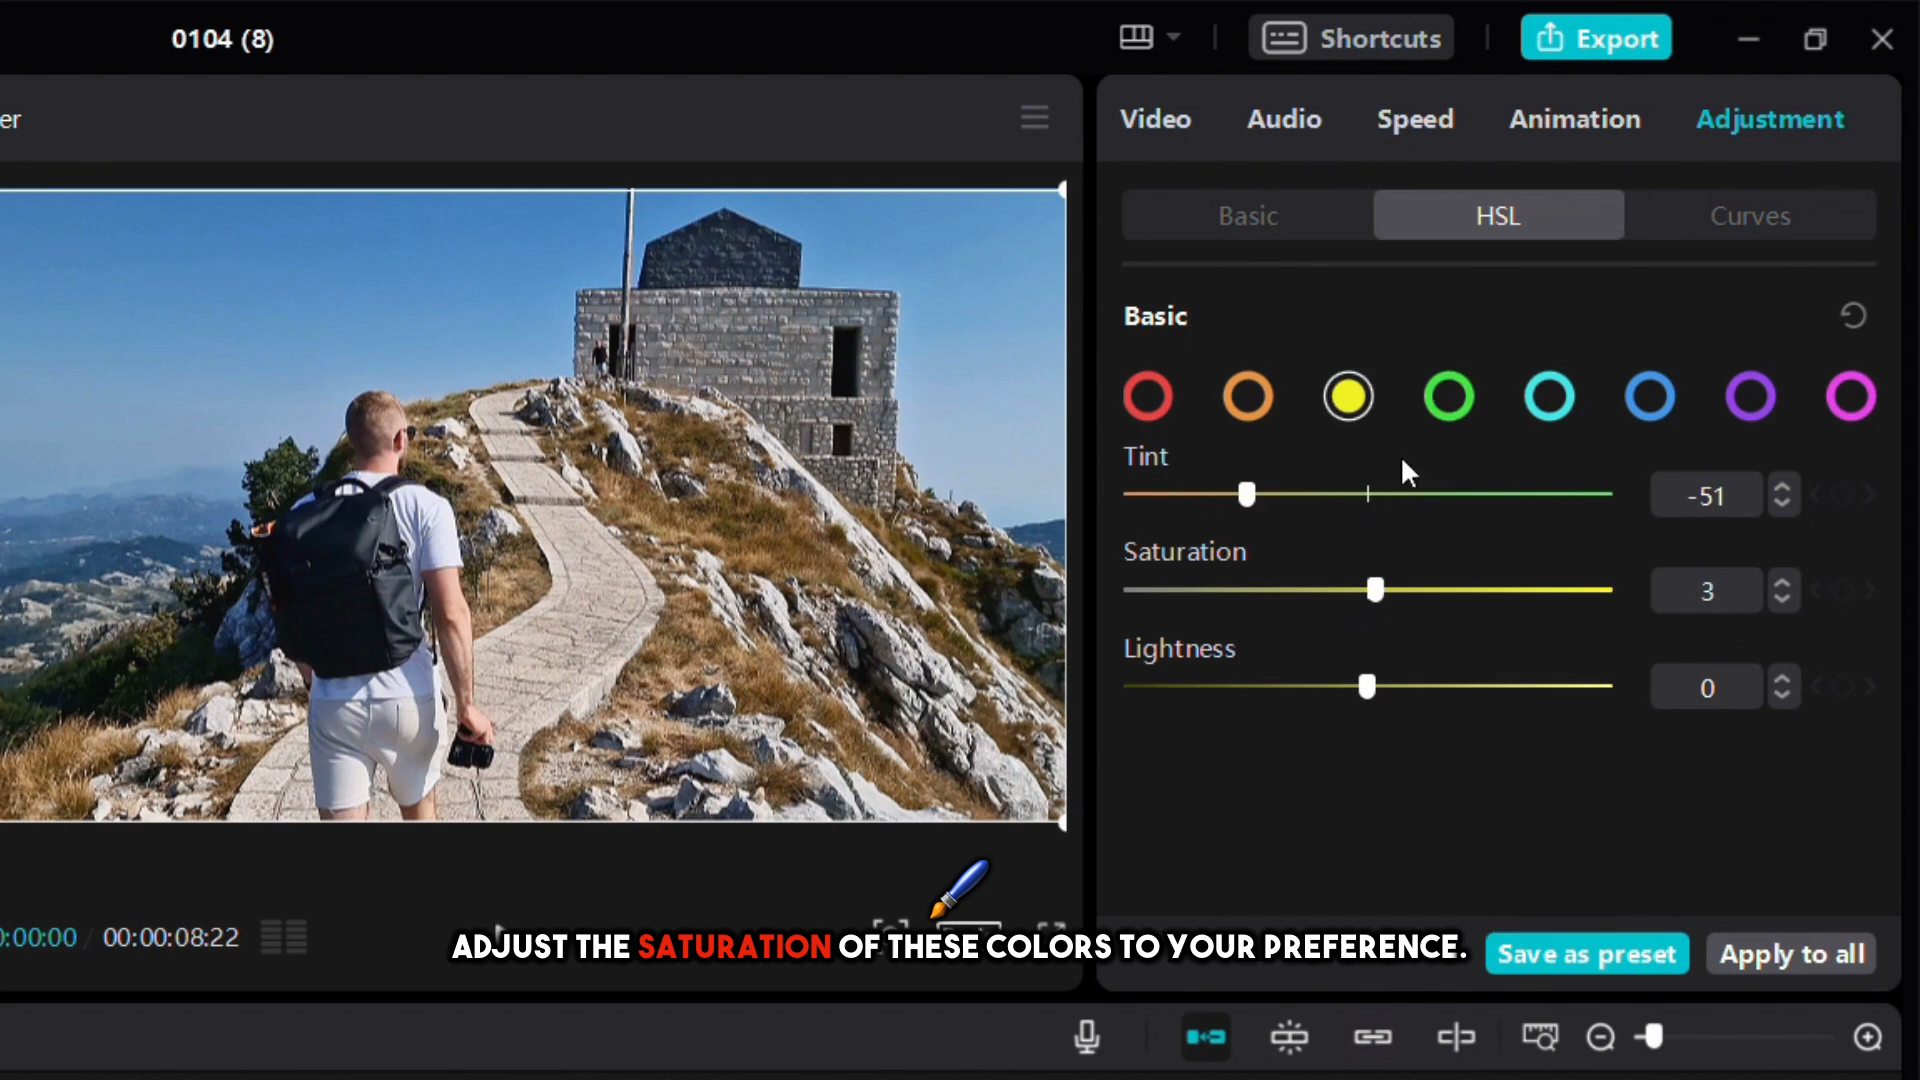 0104 (8)
Shortcuts
Export
er
Video Audio Speed Animation Adjustment
Basic HSL Curves
Basic
Tint
-51
Saturation
3
Lightness
0
0:00:00 / 00:00:08:22
ADJUST THE SATURATION OF THESE COLORS TO YOUR PREFERENCE.
Save as preset Apply to all